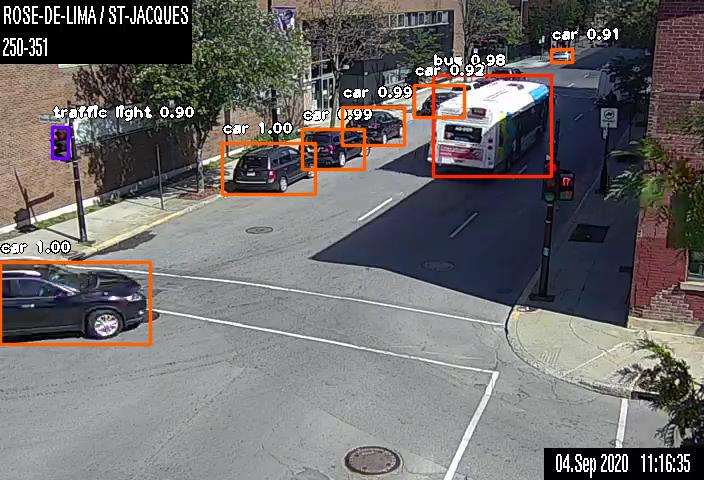 ROSE-DE-LIMA / ST-JACQUES
250-351
car 0.91
bus 0.98
car 0.92
car 0.99
traffic light 0.90
car 0.99
car 1.00
car 1.00
04.Sep 2020 11:16:35